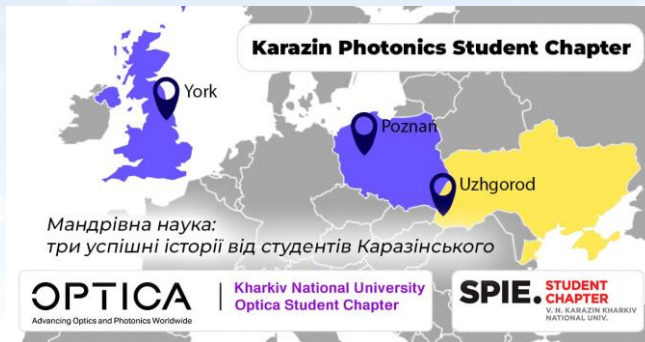 Karazin Photonics Student Chapter
York
Poznań
Uzhgorod
Мандрівна наука:
три успішні історії від студентів Каразінського
OPTICA
Advancing Optics and Photonics Worldwide
Kharkiv National University
Optica Student Chapter
SPIE. STUDENT
CHAPTER
V. N. KARAZIN KHARKIV
NATIONAL UNIV.